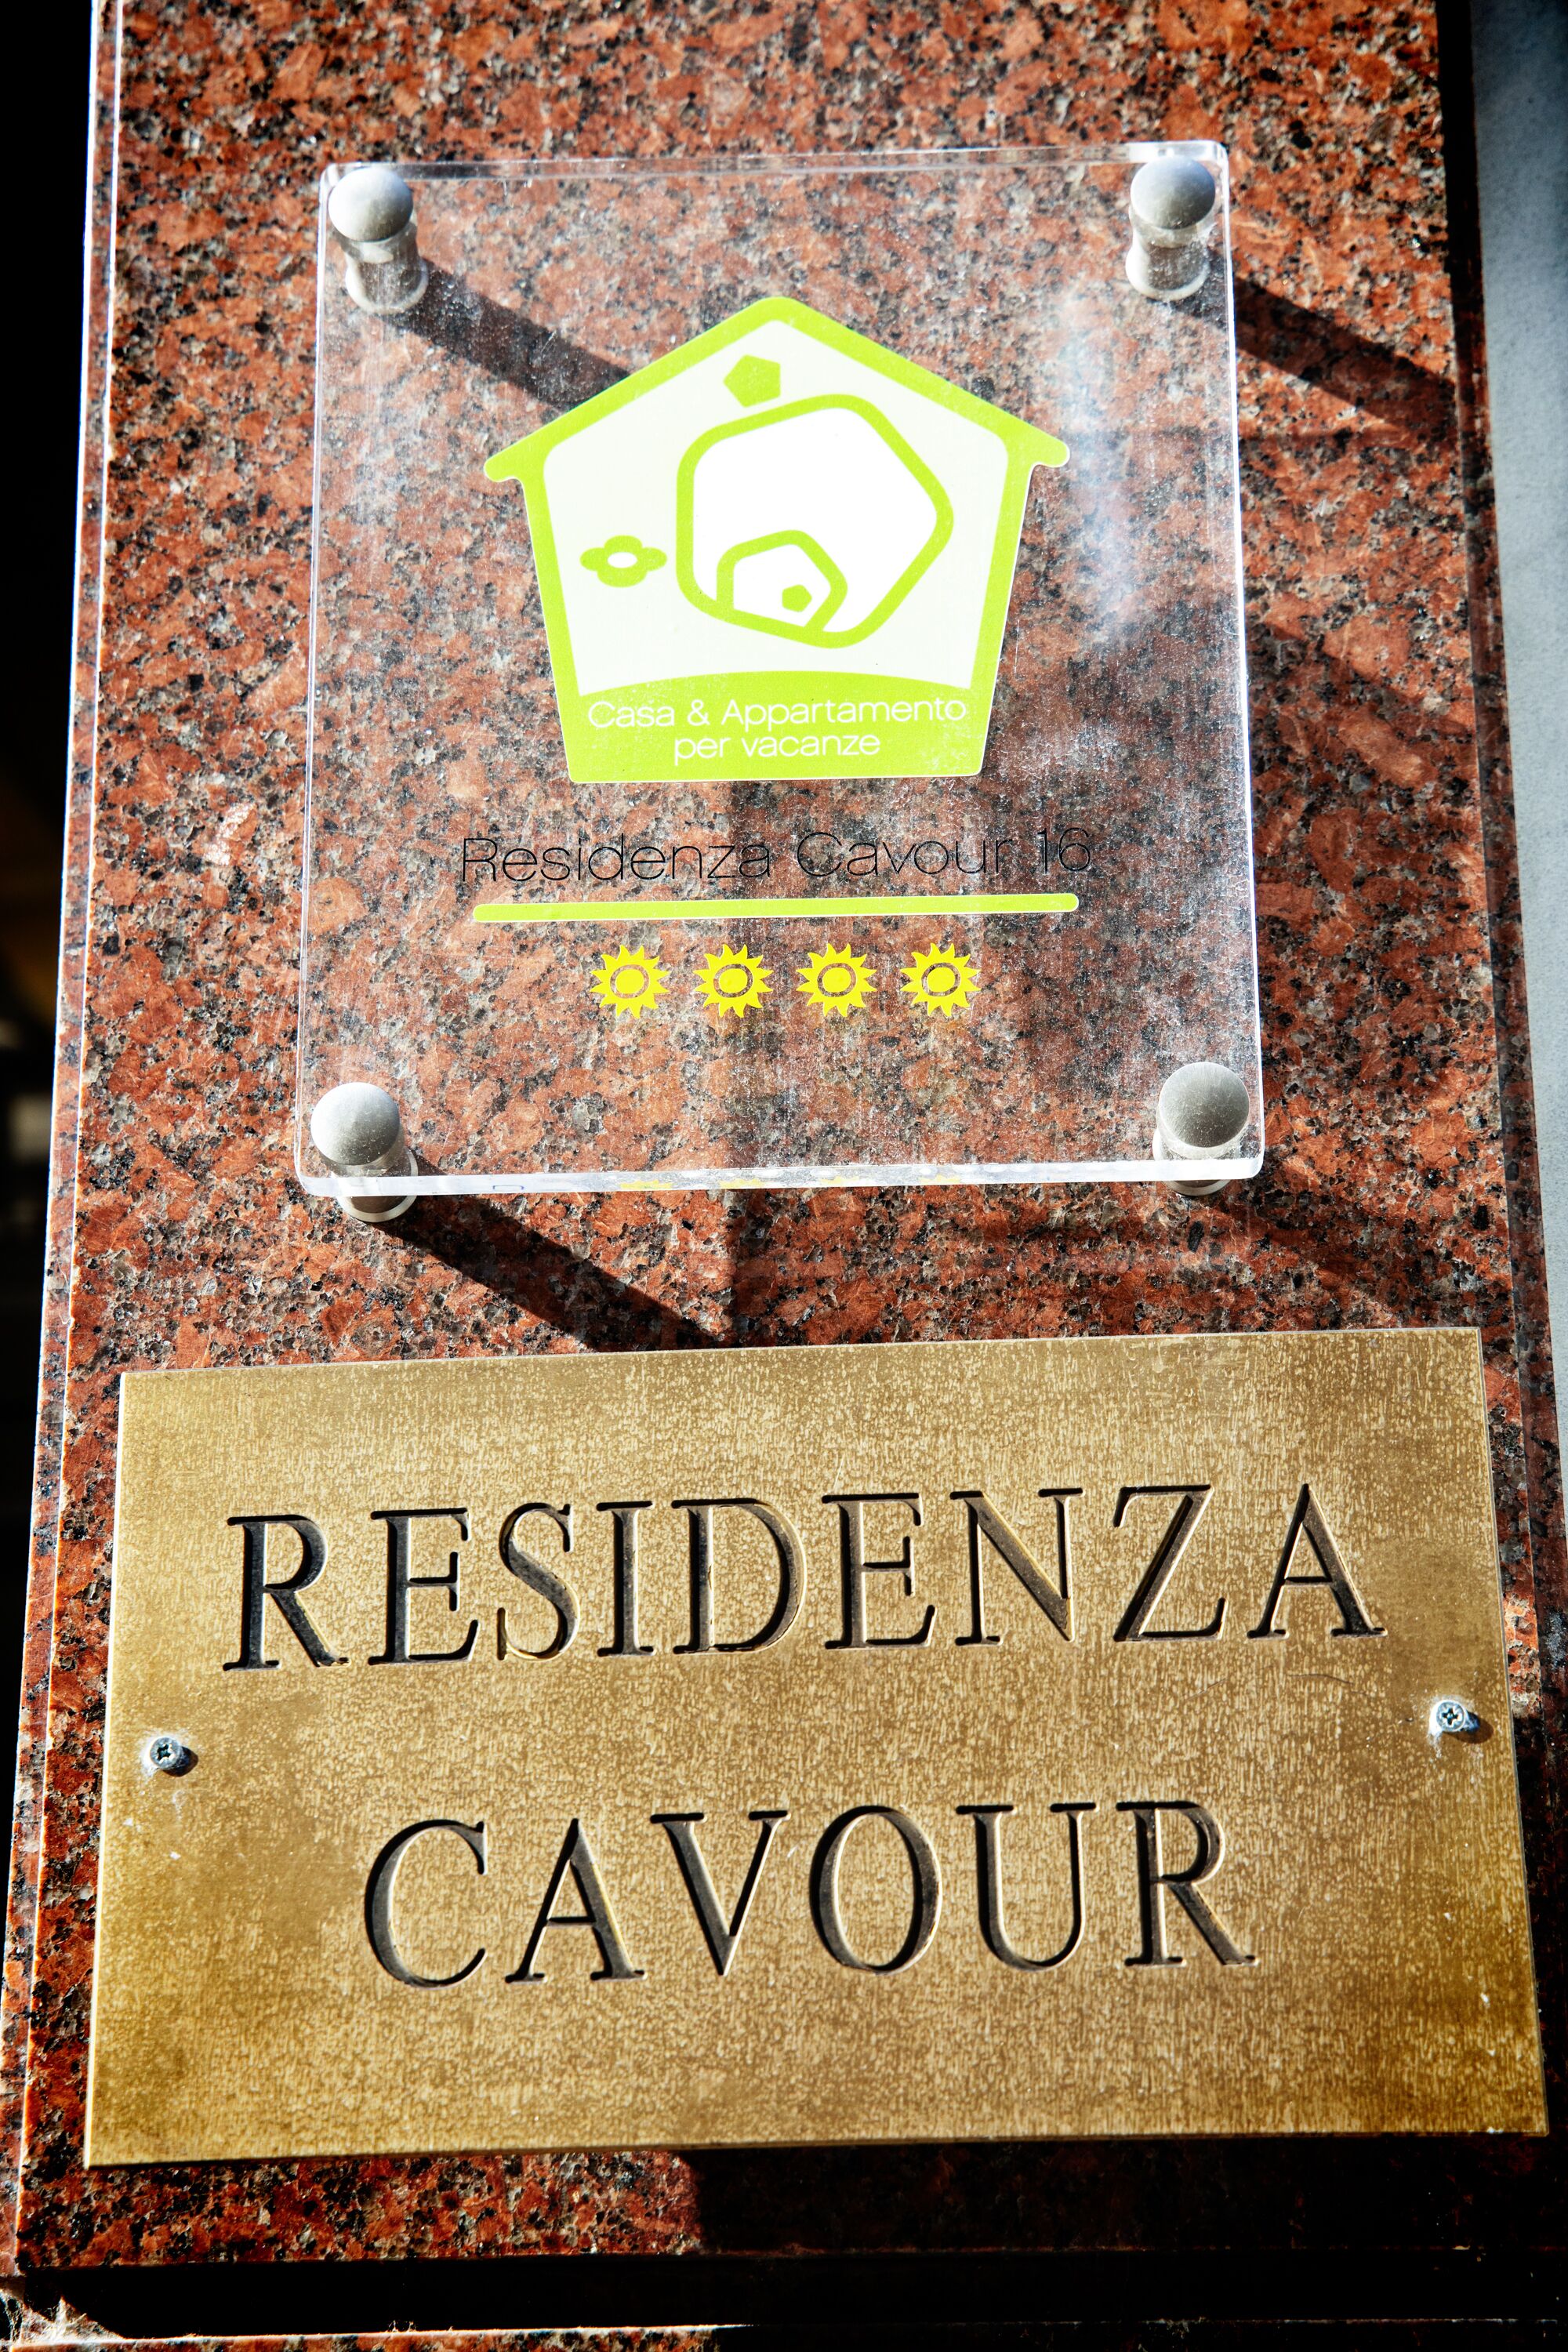 Casa & Appartamento
per vacanze
Residenza Cavour 16
RESIDENZA
CAVOUR